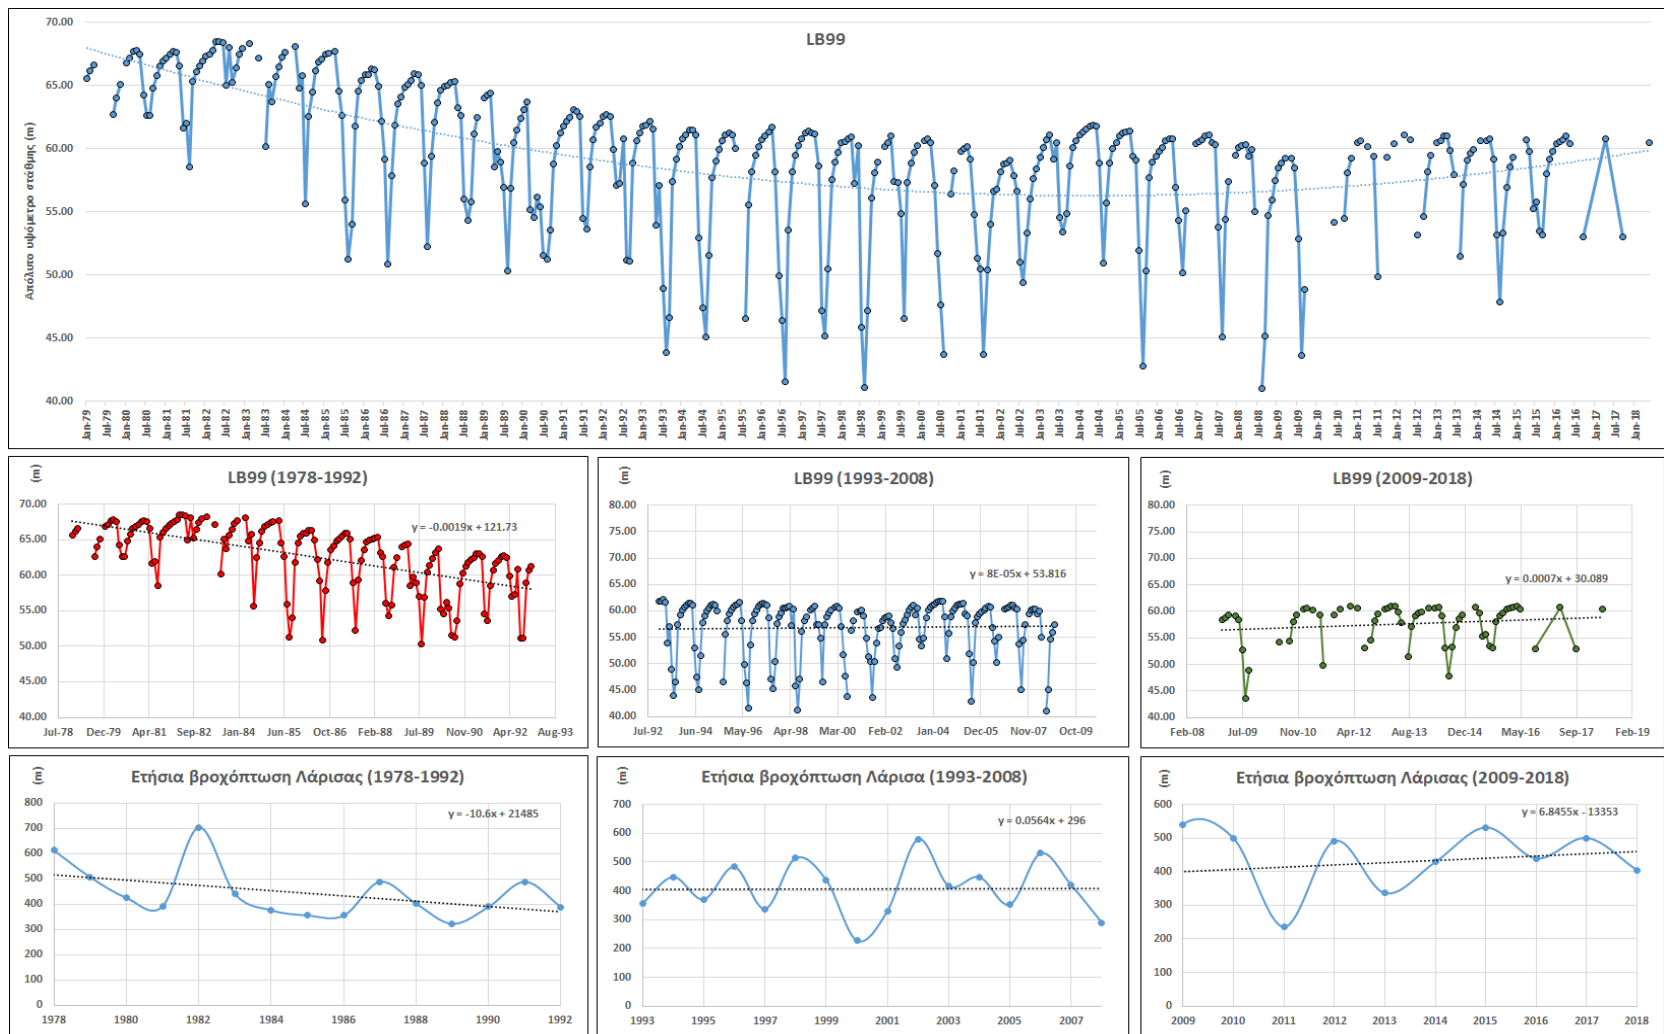 LB99
Απόλυτο υψόμετρο στάθμης (m)
70.00
65.00
60.00
55.00
50.00
45.00
40.00
Jan-79 Jul-79 Jan-80 Jul-80 Jan-81 Jul-81 Jan-82 Jul-82 Jan-83 Jul-83 Jan-84 Jul-84 Jan-85 Jul-85 Jan-86 Jul-86 Jan-87 Jul-87 Jan-88 Jul-88 Jan-89 Jul-89 Jan-90 Jul-90 Jan-91 Jul-91 Jan-92 Jul-92 Jan-93 Jul-93 Jan-94 Jul-94 Jan-95 Jul-95 Jan-96 Jul-96 Jan-97 Jul-97 Jan-98 Jul-98 Jan-99 Jul-99 Jan-00 Jul-00 Jan-01 Jul-01 Jan-02 Jul-02 Jan-03 Jul-03 Jan-04 Jul-04 Jan-05 Jul-05 Jan-06 Jul-06 Jan-07 Jul-07 Jan-08 Jul-08 Jan-09 Jul-09 Jan-10 Jul-10 Jan-11 Jul-11 Jan-12 Jul-12 Jan-13 Jul-13 Jan-14 Jul-14 Jan-15 Jul-15 Jan-16 Jul-16 Jan-17 Jul-17 Jan-18
(m)
LB99 (1978-1992)
y = -0.0019x + 121.73
70.00
65.00
60.00
55.00
50.00
45.00
40.00
Jul-78 Dec-79 Apr-81 Sep-82 Jan-84 Jun-85 Oct-86 Feb-88 Jul-89 Nov-90 Apr-92 Aug-93
(m)
LB99 (1993-2008)
y = 8E-05x + 53.816
80.00
75.00
70.00
65.00
60.00
55.00
50.00
45.00
40.00
Jul-92 Jun-94 May-96 Apr-98 Mar-00 Feb-02 Jan-04 Dec-05 Nov-07 Oct-09
(m)
LB99 (2009-2018)
y = 0.0007x + 30.089
80.00
75.00
70.00
65.00
60.00
55.00
50.00
45.00
40.00
Feb-08 Jul-09 Nov-10 Apr-12 Aug-13 Dec-14 May-16 Sep-17 Feb-19
(m)
Ετήσια βροχόπτωση Λάρισας (1978-1992)
y = -10.6x + 21485
800
700
600
500
400
300
200
100
0
1978 1980 1982 1984 1986 1988 1990 1992
(m)
Ετήσια βροχόπτωση Λάρισα (1993-2008)
y = 0.0564x + 296
700
600
500
400
300
200
100
0
1993 1995 1997 1999 2001 2003 2005 2007
(m)
Ετήσια βροχόπτωση Λάρισας (2009-2018)
y = 6.8455x - 13353
600
500
400
300
200
100
0
2009 2010 2011 2012 2013 2014 2015 2016 2017 2018